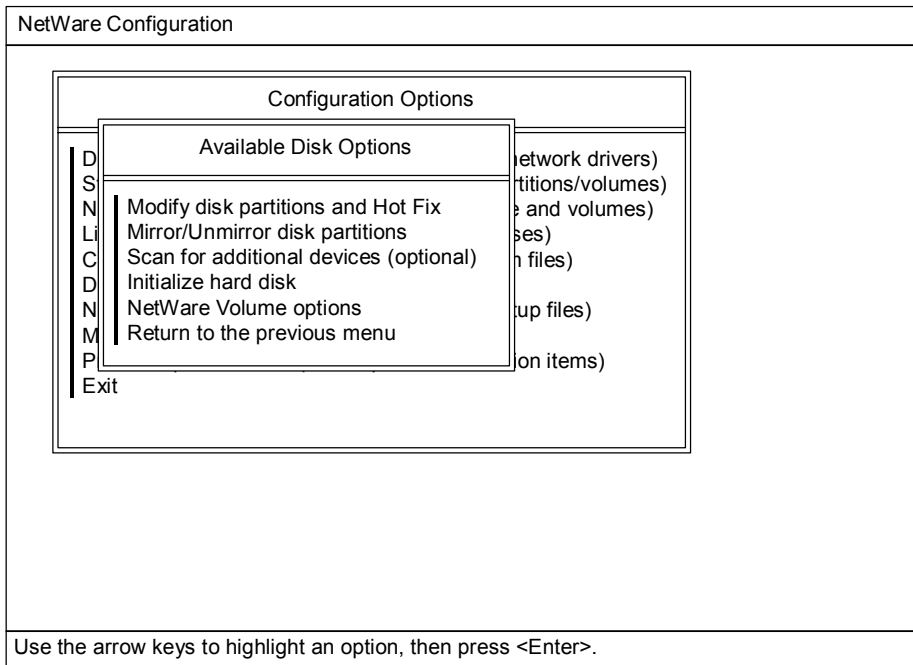 NetWare Configuration
Configuration Options
Available Disk Options
network drivers)
titions/volumes)
e and volumes)
ses)
n files)
tup files)
ion items)
Modify disk partitions and Hot Fix
Mirror/Unmirror disk partitions
Scan for additional devices (optional)
Initialize hard disk
NetWare Volume options
Return to the previous menu
D
S
N
Li
C
D
N
M
P
Exit
Use the arrow keys to highlight an option, then press <Enter>.